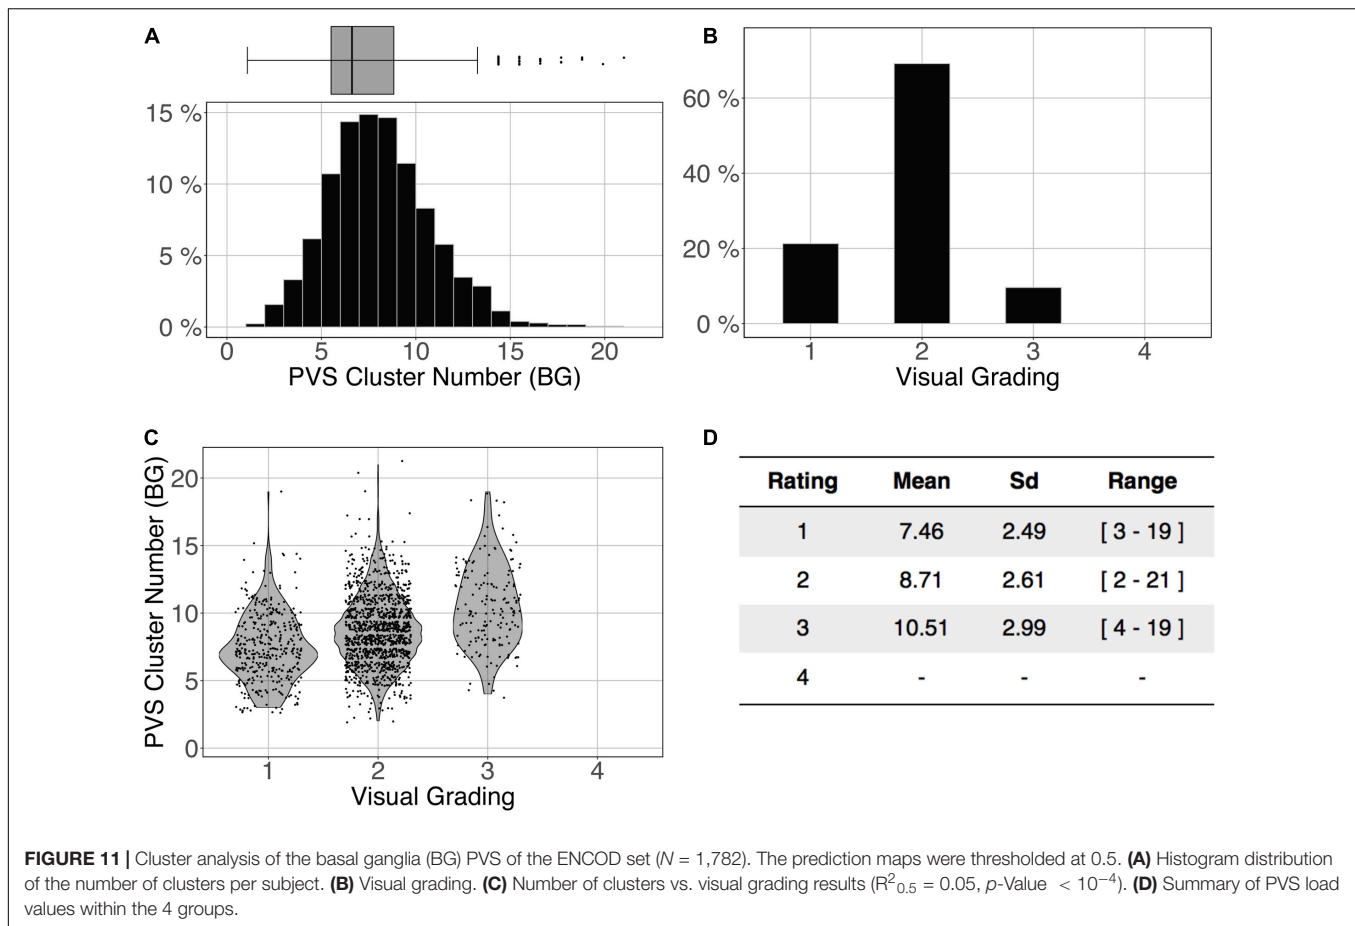 A
15 %
10 %
5 %
0 %
0 5 10 15 20
PVS Cluster Number (BG)
B
60 %
40 %
20 %
0 %
1 2 3 4
Visual Grading
C
PVS Cluster Number (BG)
20
15
10
5
0
1 2 3 4
Visual Grading
D
Rating Mean Sd Range
1 7.46 2.49 [ 3 - 19 ]
2 8.71 2.61 [ 2 - 21 ]
3 10.51 2.99 [ 4 - 19 ]
4 - - -
FIGURE 11 | Cluster analysis of the basal ganglia (BG) PVS of the ENCOD set (N = 1,782). The prediction maps were thresholded at 0.5. (A) Histogram distribution
of the number of clusters per subject. (B) Visual grading. (C) Number of clusters vs. visual grading results (R²₀.₅ = 0.05, p-Value < 10⁻⁴). (D) Summary of PVS load
values within the 4 groups.